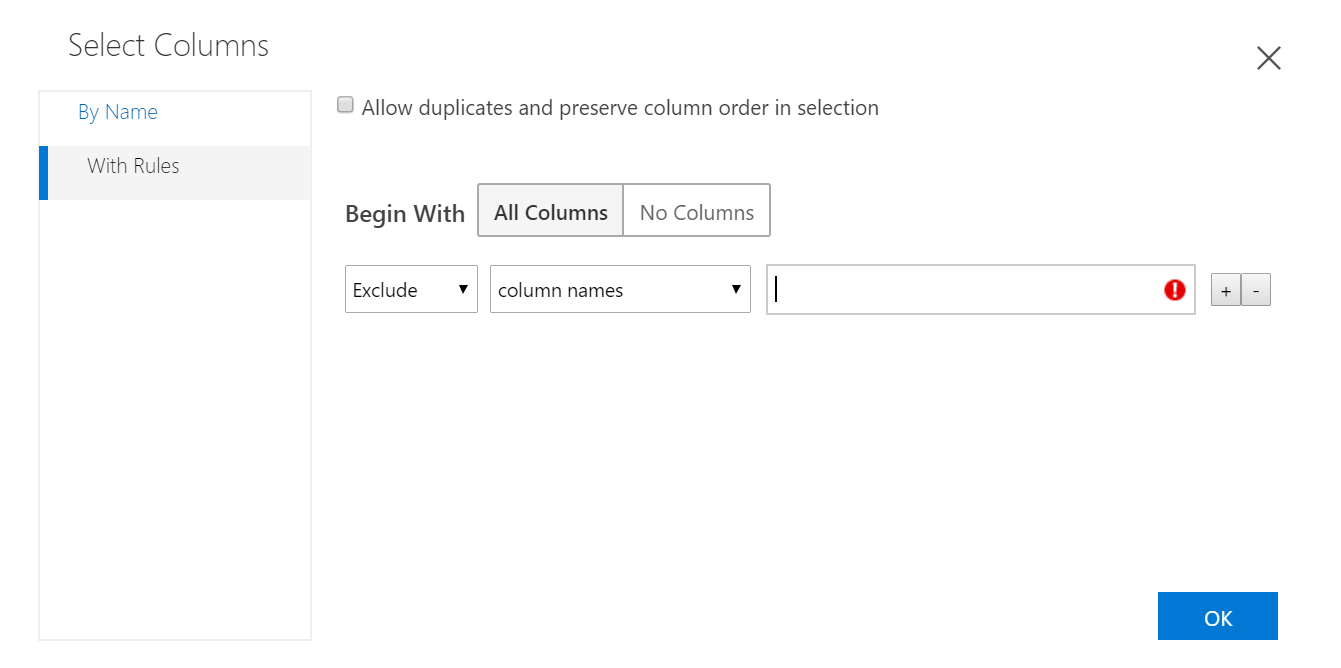 Select Columns
By Name
With Rules
Allow duplicates and preserve column order in selection
Begin With All Columns No Columns
Exclude column names + -
OK